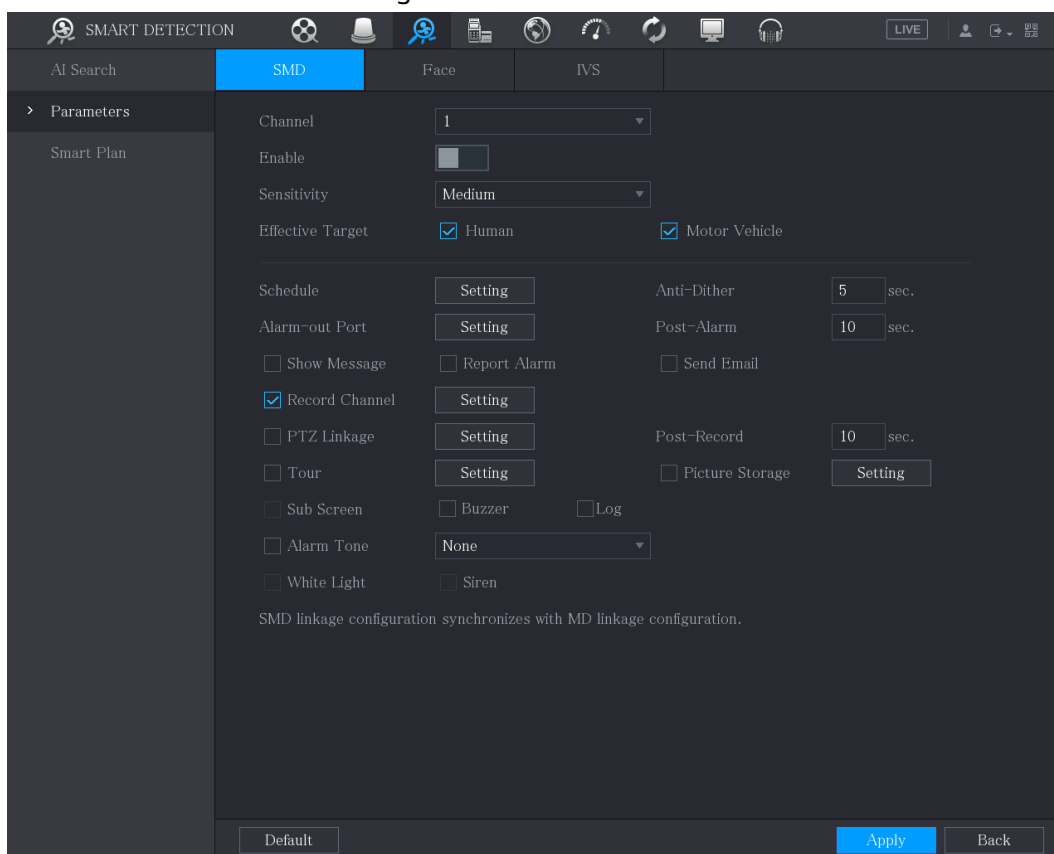 SMART DETECTION LIVE
AI Search SMD Face IVS
> Parameters
Channel 1
Smart Plan
Enable
Sensitivity Medium
Effective Target Human Motor Vehicle
Schedule Setting Anti-Dither 5 sec.
Alarm-out Port Setting Post-Alarm 10 sec.
Show Message Report Alarm Send Email
Record Channel Setting
PTZ Linkage Setting Post-Record 10 sec.
Tour Setting Picture Storage Setting
Sub Screen Buzzer Log
Alarm Tone None
White Light Siren
SMD linkage configuration synchronizes with MD linkage configuration.
Default Apply Back